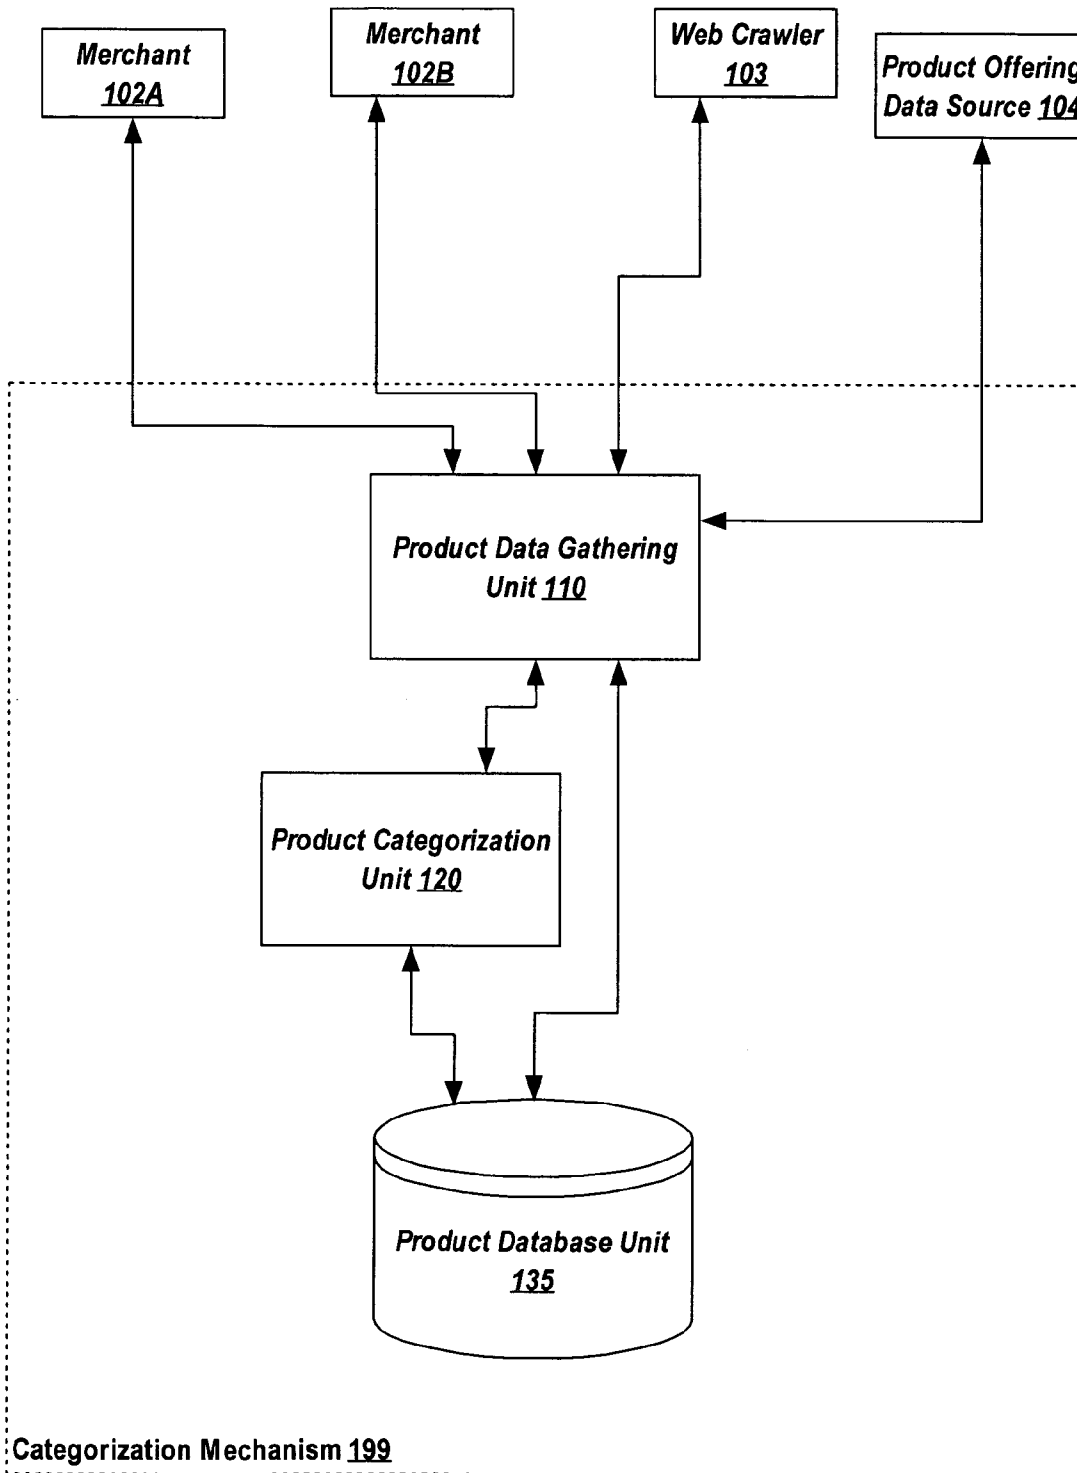 Merchant
102A
Merchant
102B
Web Crawler
103
Product Offering
Data Source 104
Product Data Gathering
Unit 110
Product Categorization
Unit 120
Product Database Unit
135
Categorization Mechanism 199